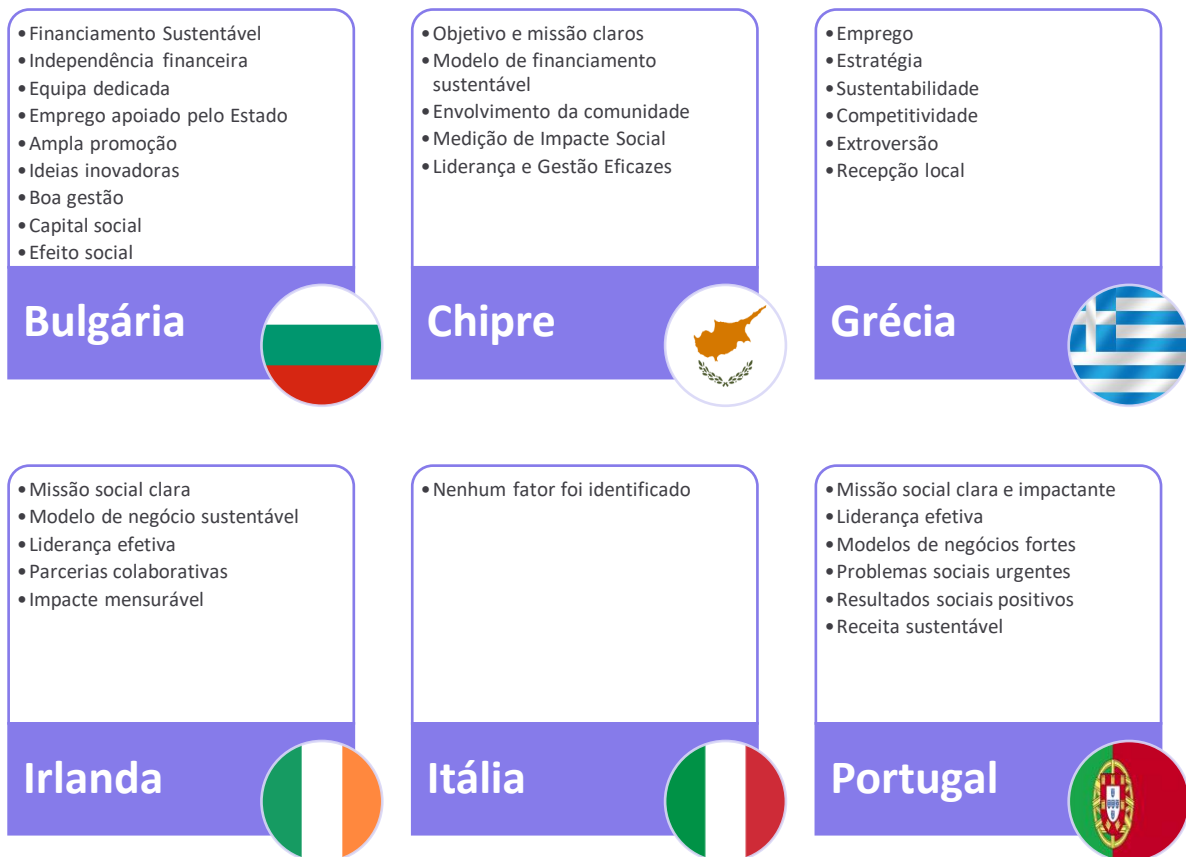 •Financiamento Sustentável
•Independência financeira
•Equipa dedicada
•Emprego apoiado pelo Estado
•Ampla promoção
•Ideias inovadoras
•Boa gestão
•Capital social
•Efeito social
Bulgária
•Objetivo e missão claros
•Modelo de financiamento
sustentável
•Envolvimento da comunidade
•Medição de Impacte Social
•Liderança e Gestão Eficazes
Chipre
•Emprego
•Estratégia
•Sustentabilidade
•Competitividade
•Extroversão
•Recepção local
Grécia
•Missão social clara
•Modelo de negócio sustentável
•Liderança efetiva
•Parcerias colaborativas
•Impacte mensurável
Irlanda
•Nenhum fator foi identificado
Itália
•Missão social clara e impactante
•Liderança efetiva
•Modelos de negócios fortes
•Problemas sociais urgentes
•Resultados sociais positivos
•Receita sustentável
Portugal